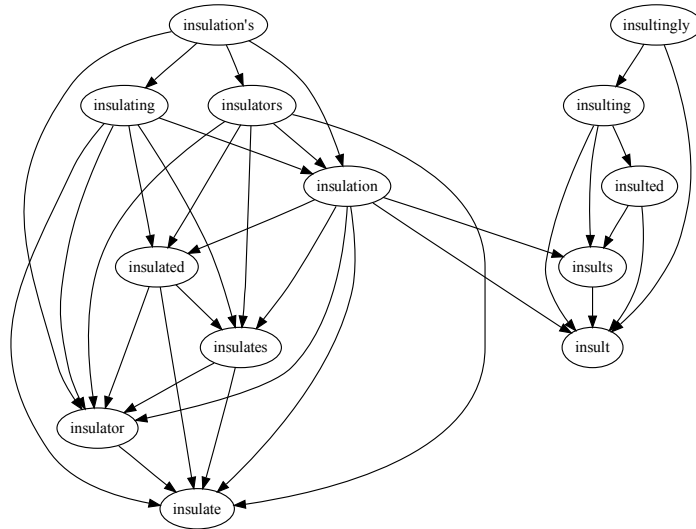 insulation's
insultingly
insulating
insulators
insulting
insulation
insulted
insulated
insults
insulates
insult
insulator
insulate